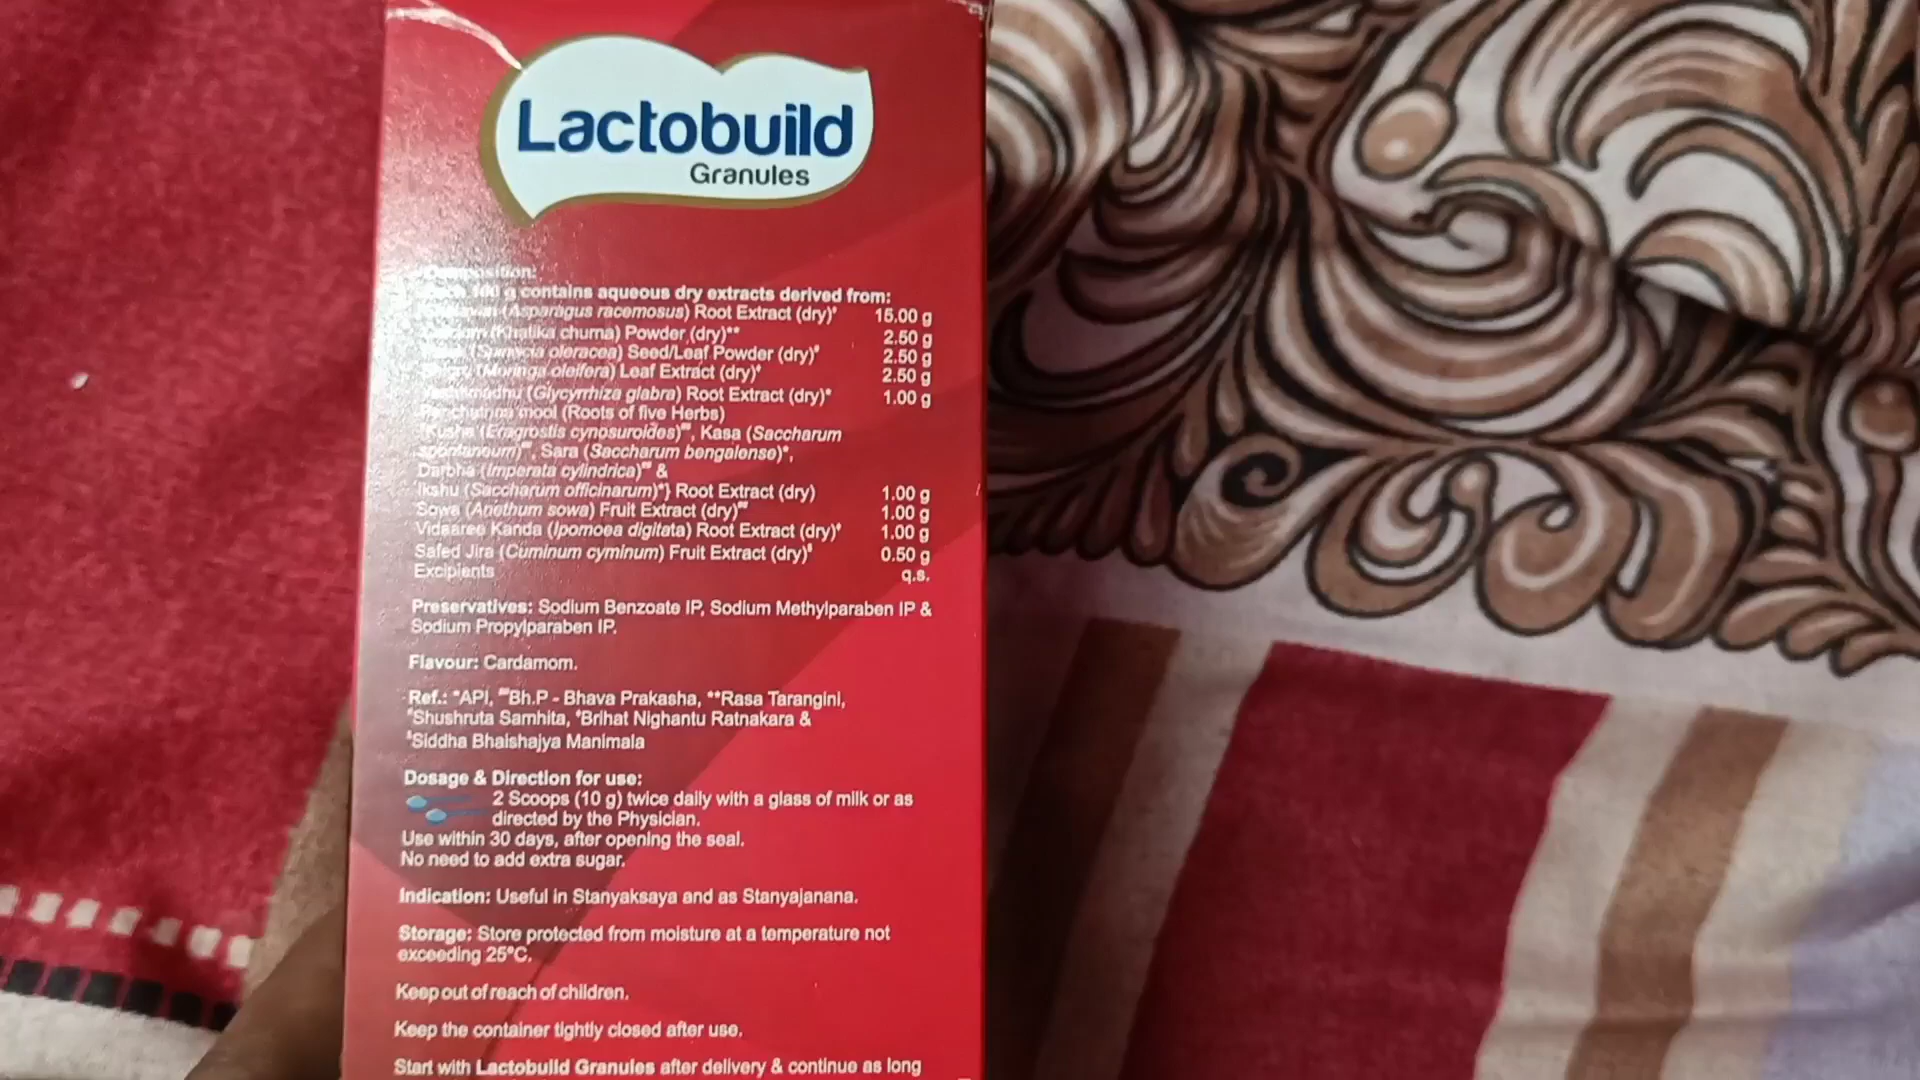 Lactobuild
Granules
Composition:
100 g contains aqueous dry extracts derived from:
(Asparagus racemosus) Root Extract (dry)* 15.00 g
(Khatika churna) Powder (dry)** 2.50 g
oleracea) Seed/Leaf Powder (dry) 2.50 g
(Moringa oleifera) Leaf Extract (dry) 2.50 g
(Glycyrrhiza glabra) Root Extract (dry)* 1.00 g
mool (Roots of five Herbs)
(Eragrostis cynosuroides)", Kasa (Saccharum
spontaneum)", Sara (Saccharum bengalense)*,
Darbha (Imperata cylindrica)" &
Ikshu (Saccharum officinarum)*} Root Extract (dry) 1.00 g
Sowa (Anethum sowa) Fruit Extract (dry)" 1.00 g
Vidaaree Kanda (Ipomoea digitata) Root Extract (dry)* 1.00 g
Safed Jira (Cuminum cyminum) Fruit Extract (dry) 0.50 g
Excipients q.s.
Preservatives: Sodium Benzoate IP, Sodium Methylparaben IP &
Sodium Propylparaben IP.
Flavour: Cardamom.
Ref.: *API, Bh.P - Bhava Prakasha, **Rasa Tarangini,
Shushruta Samhita, Brihat Nighantu Ratnakara &
Siddha Bhaishajya Manimala
Dosage & Direction for use:
2 Scoops (10 g) twice daily with a glass of milk or as
directed by the Physician.
Use within 30 days, after opening the seal.
No need to add extra sugar.
Indication: Useful in Stanyaksaya and as Stanyajanana.
Storage: Store protected from moisture at a temperature not
exceeding 25°C.
Keep out of reach of children.
Keep the container tightly closed after use.
Start with Lactobuild Granules after delivery & continue as long